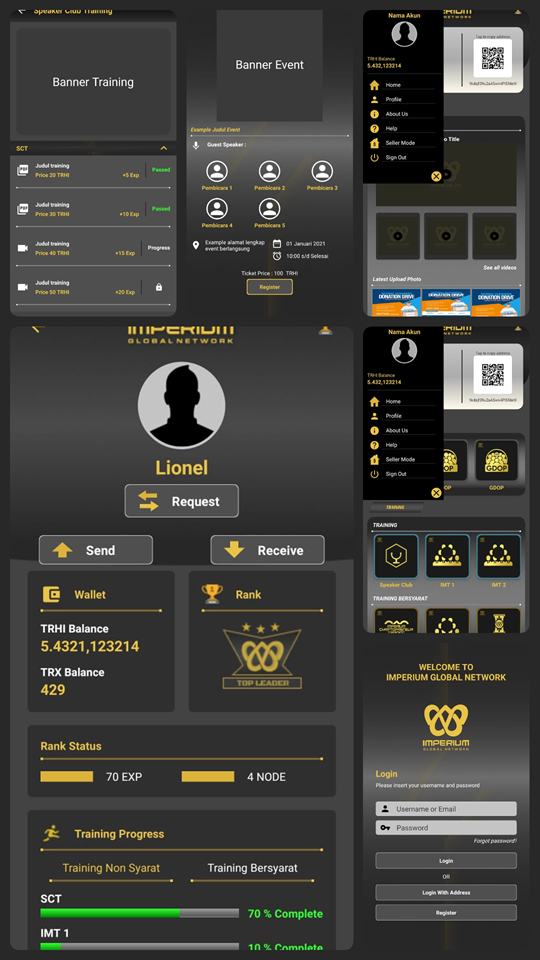 Speaker Club Training
Banner Training
SCT
Judul training
Price 20 TRHI
+5 Exp
Passed
Judul training
Price 30 TRHI
+10 Exp
Passed
Judul training
Price 40 TRHI
+15 Exp
Progress
Judul training
Price 50 TRHI
+20 Exp
Banner Event
Example Judul Event
Guest Speaker :
Pembicara 1
Pembicara 2
Pembicara 3
Pembicara 4
Pembicara 5
Example alamat lengkap
event berlangsung
01 Januari 2021
10:00 s/d Selesai
Ticket Price : 100 TRHI
Register
Nama Akun
TRHI Balance
5.432,123214
Home
Profile
About Us
Help
Seller Mode
Sign Out
Tap to copy address
o Title
See all videos
Latest Upload Photo
DONATION DRIVE
DONATION DRIVE
DONATION DRIVE
IMPERIUM
GLOBAL NETWORK
Lionel
Request
Send
Receive
Wallet
TRHI Balance
5.4321,123214
TRX Balance
429
Rank
TOP LEADER
Rank Status
70 EXP
4 NODE
Training Progress
Training Non Syarat
Training Bersyarat
SCT
70 % Complete
IMT 1
10 % Complete
Nama Akun
TRHI Balance
5.432,123214
Home
Profile
About Us
Help
Seller Mode
Sign Out
Tap to copy address
GDOP
GDOP
TRAINING
TRAINING
Speaker Club
IMT 1
IMT 2
TRAINING BERSYARAT
WELCOME TO
IMPERIUM GLOBAL NETWORK
IMPERIUM
GLOBAL NETWORK
Login
Please insert your username and password
Username or Email
Password
Forgot password!
Login
OR
Login With Address
Register